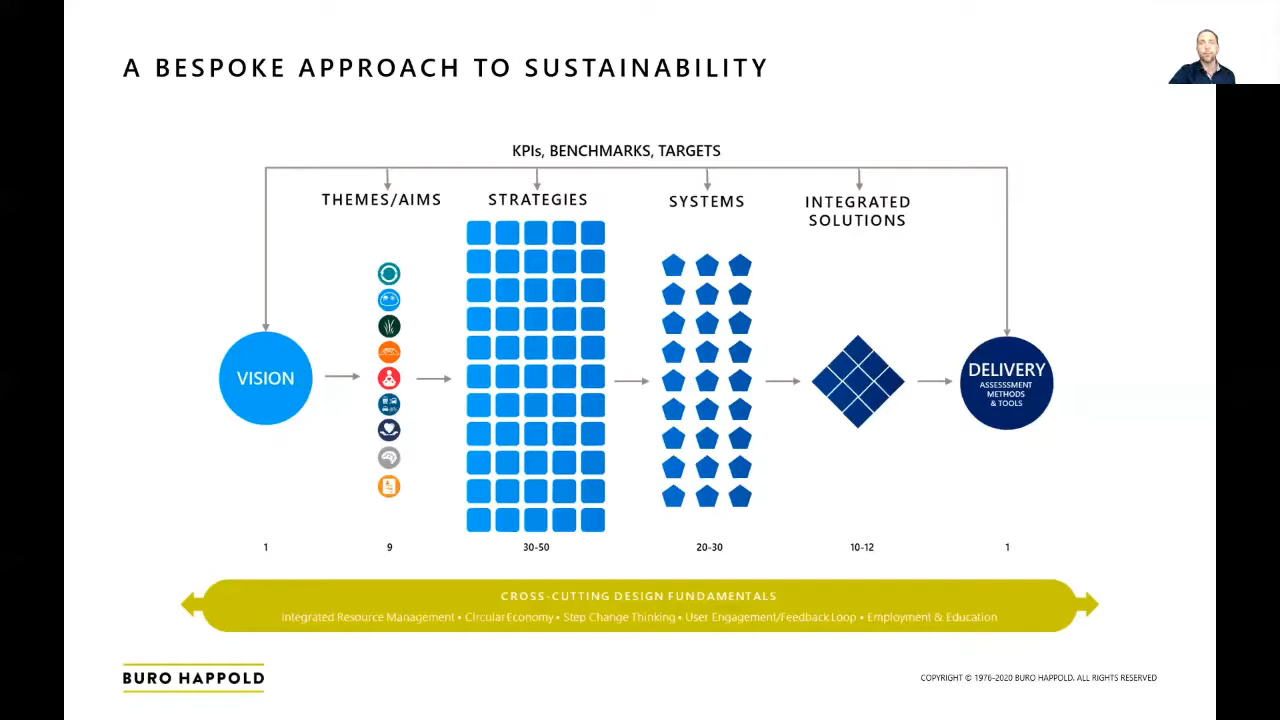 A BESPOKE APPROACH TO SUSTAINABILITY
KPIs, BENCHMARKS, TARGETS
THEMES/AIMS
STRATEGIES
SYSTEMS
INTEGRATED
SOLUTIONS
VISION
DELIVERY
ASSESSSMENT
METHODS
& TOOLS
1
9
30-50
20-30
10-12
1
CROSS-CUTTING DESIGN FUNDAMENTALS
Integrated Resource Management • Circular Economy • Step Change Thinking • User Engagement/Feedback Loop • Employment & Education
BURO HAPPOLD
COPYRIGHT © 1976-2020 BURO HAPPOLD. ALL RIGHTS RESERVED